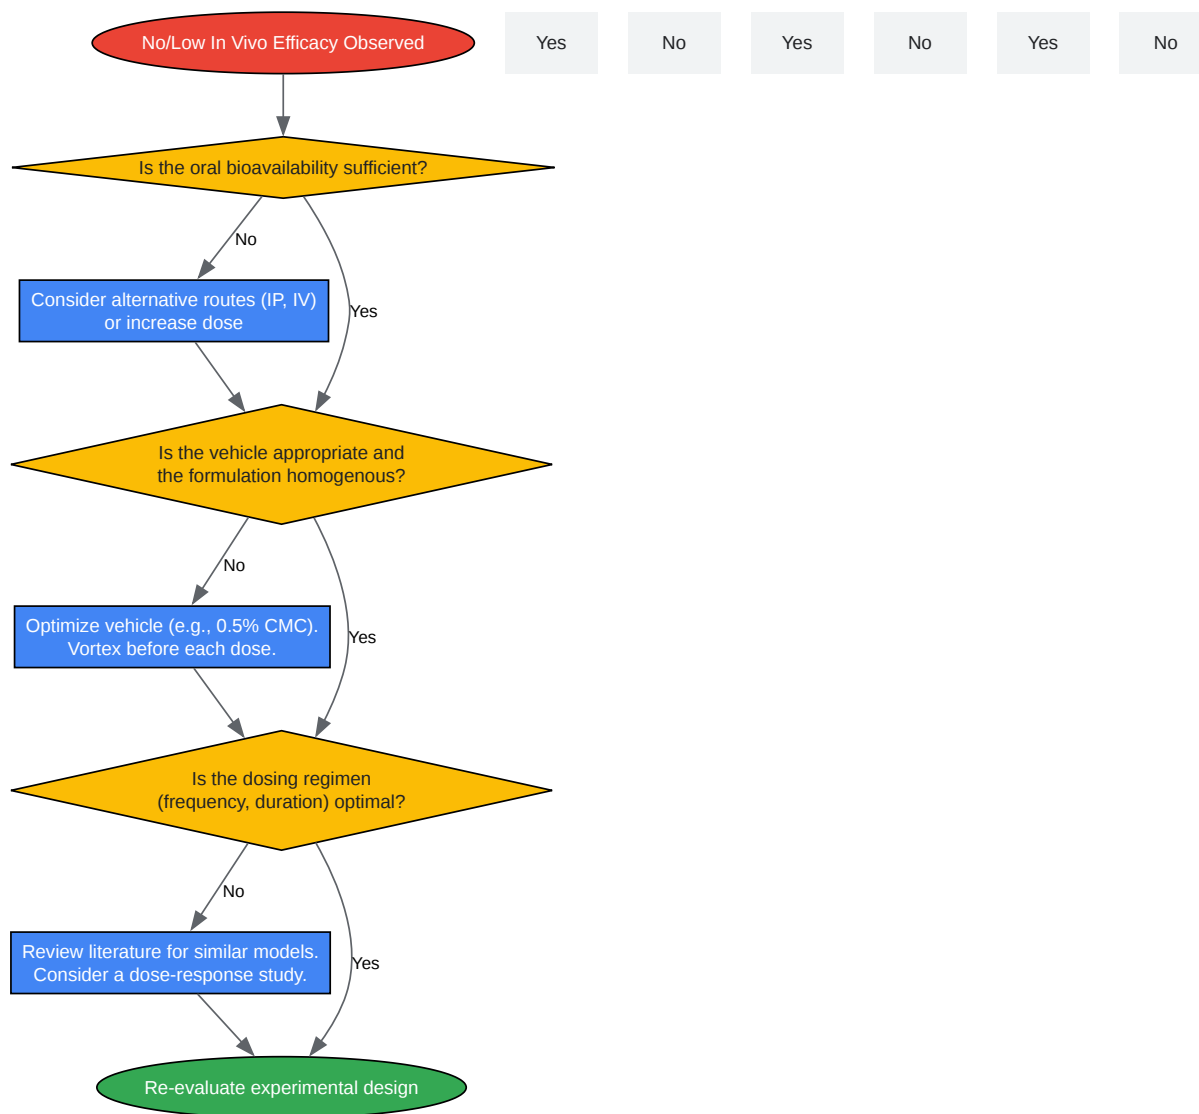 No/Low In Vivo Efficacy Observed
Yes
No
Yes
No
Yes
No
Is the oral bioavailability sufficient?
No
Consider alternative routes (IP, IV)
or increase dose
Yes
Is the vehicle appropriate and
the formulation homogenous?
No
Optimize vehicle (e.g., 0.5% CMC).
Vortex before each dose.
Yes
Is the dosing regimen
(frequency, duration) optimal?
No
Review literature for similar models.
Consider a dose-response study.
Yes
Re-evaluate experimental design